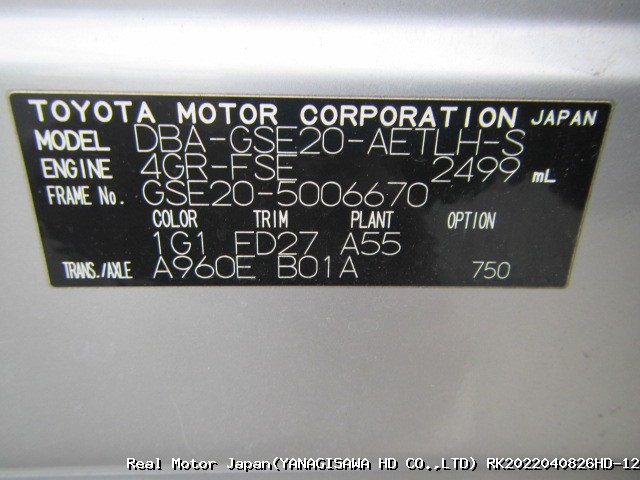 TOYOTA MOTOR CORPORATION JAPAN
MODEL DBA-GSE20-AETLH-S
ENGINE 4GR-FSE 2499 mL
FRAME No. GSE20-5006670
COLOR TRIM PLANT OPTION
1G1 FD27 A55
TRANS./AXLE A960E B01A 750
Real Motor Japan(YANAGISAWA HD CO.,LTD) RK2022040826HD-12